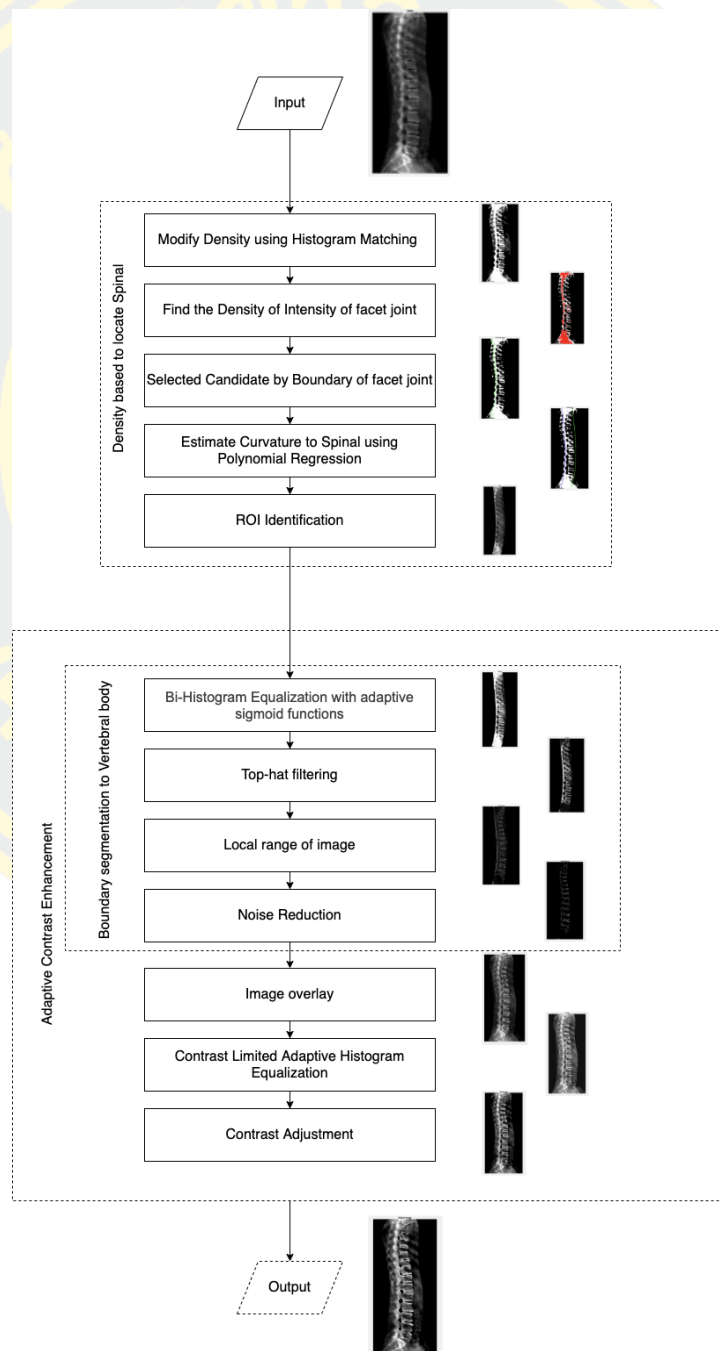 Input
Density based to locate Spinal
Modify Density using Histogram Matching
Find the Density of Intensity of facet joint
Selected Candidate by Boundary of facet joint
Estimate Curvature to Spinal using
Polynomial Regression
ROI Identification
Adaptive Contrast Enhancement
Boundary segmentation to Vertebral body
Bi-Histogram Equalization with adaptive
sigmoid functions
Top-hat filtering
Local range of image
Noise Reduction
Image overlay
Contrast Limited Adaptive Histogram
Equalization
Contrast Adjustment
Output